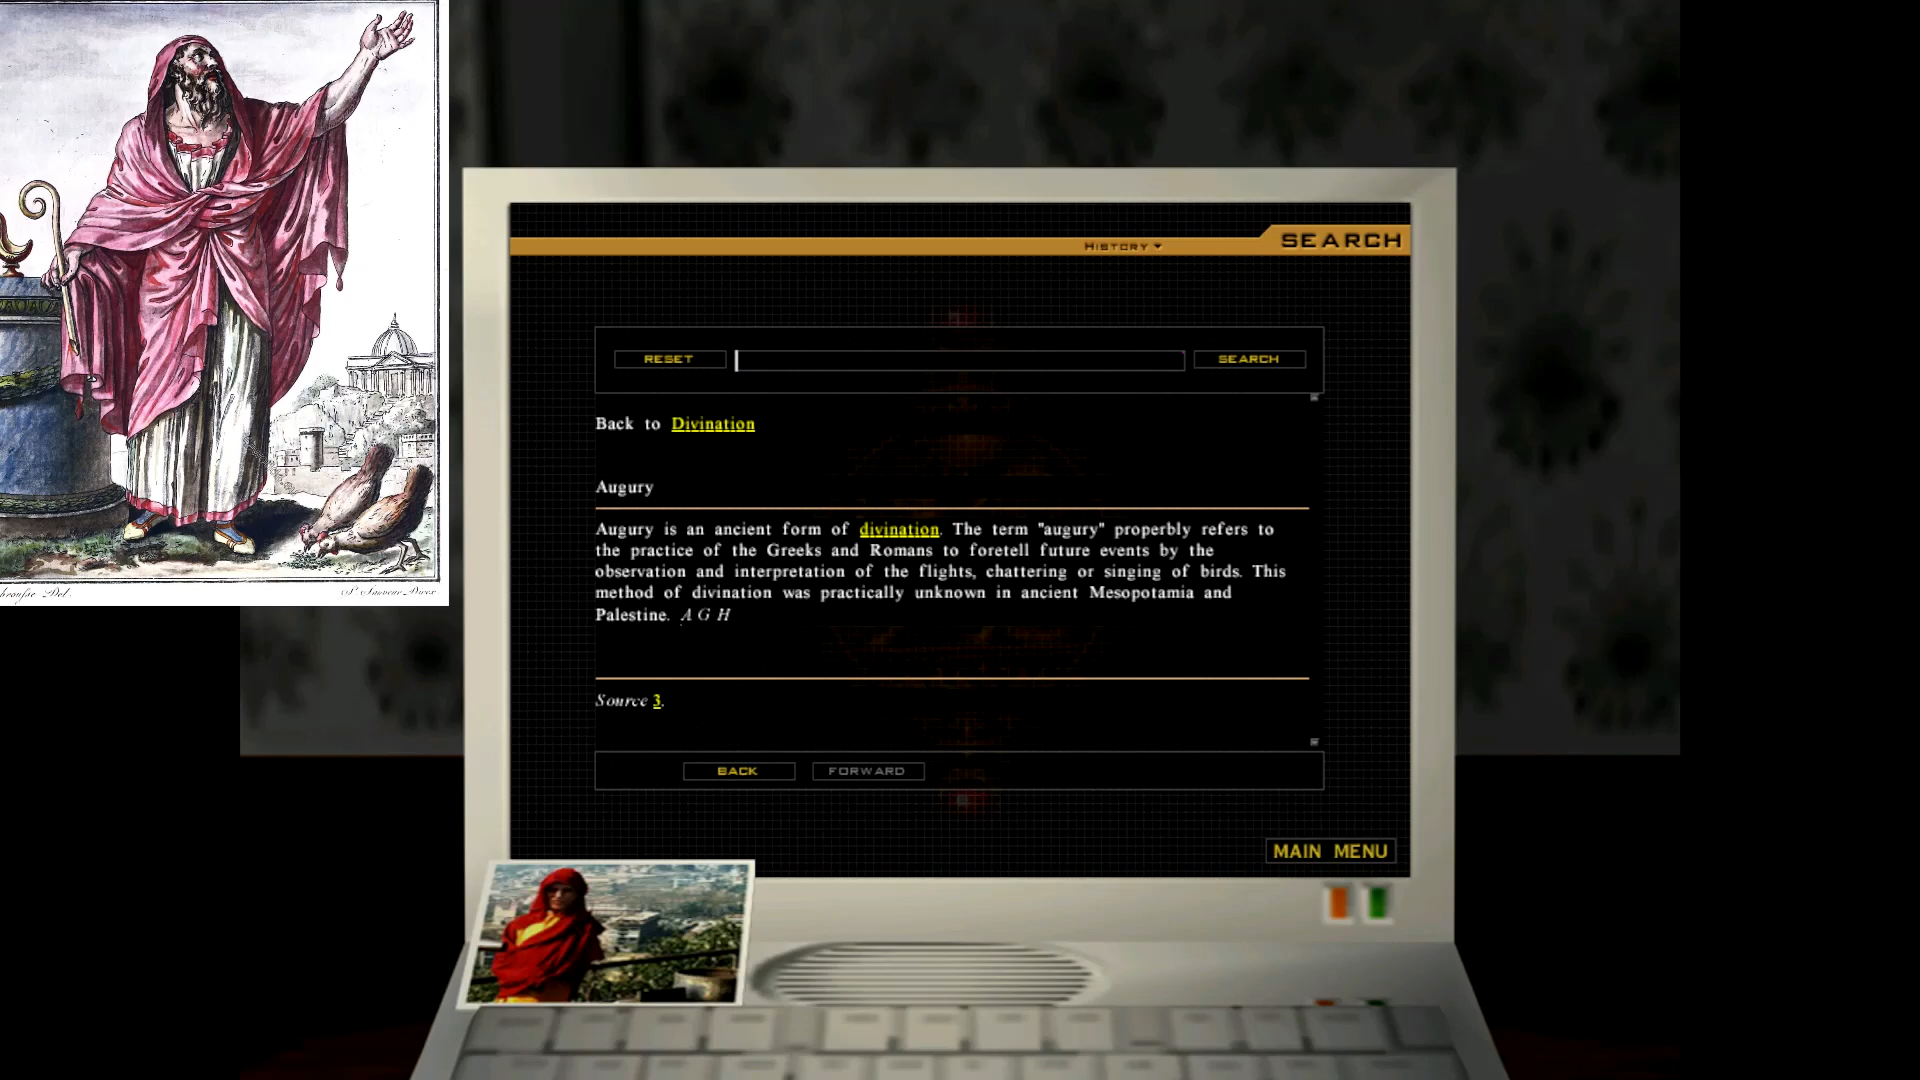 HISTORY
SEARCH
RESET
SEARCH
Back to Divination
Augury
Augury is an ancient form of divination. The term "augury" properbly refers to
the practice of the Greeks and Romans to foretell future events by the
observation and interpretation of the flights, chattering or singing of birds. This
method of divination was practically unknown in ancient Mesopotamia and
Palestine. A G H
Source 3.
BACK
FORWARD
MAIN MENU